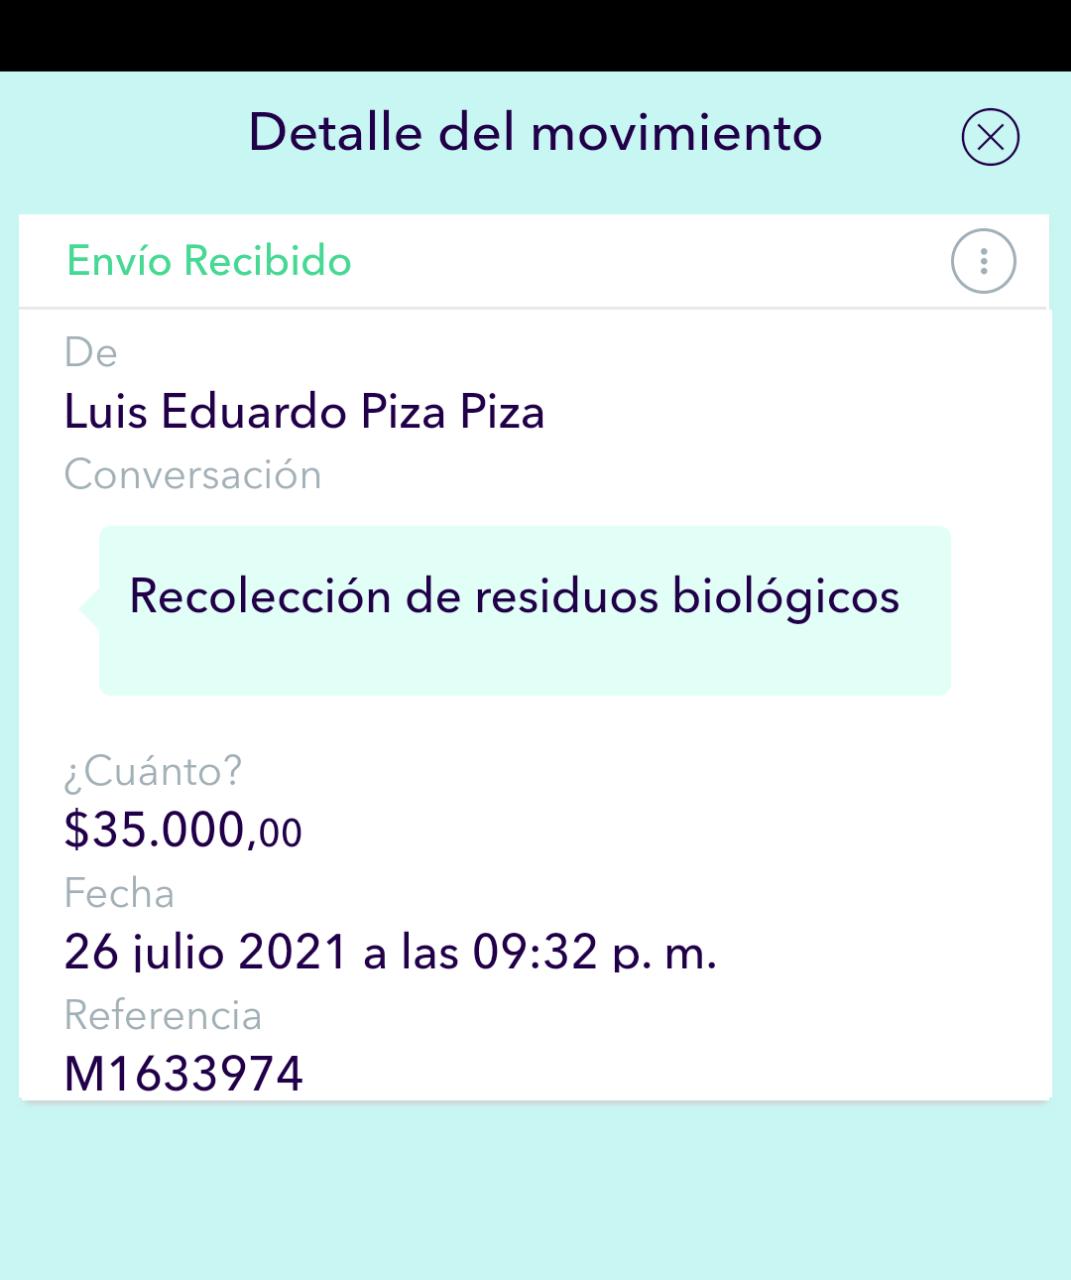 Detalle del movimiento
Envío Recibido
De
Luis Eduardo Piza Piza
Conversación
Recolección de residuos biológicos
¿Cuánto?
$35.000,00
Fecha
26 julio 2021 a las 09:32 p. m.
Referencia
M1633974